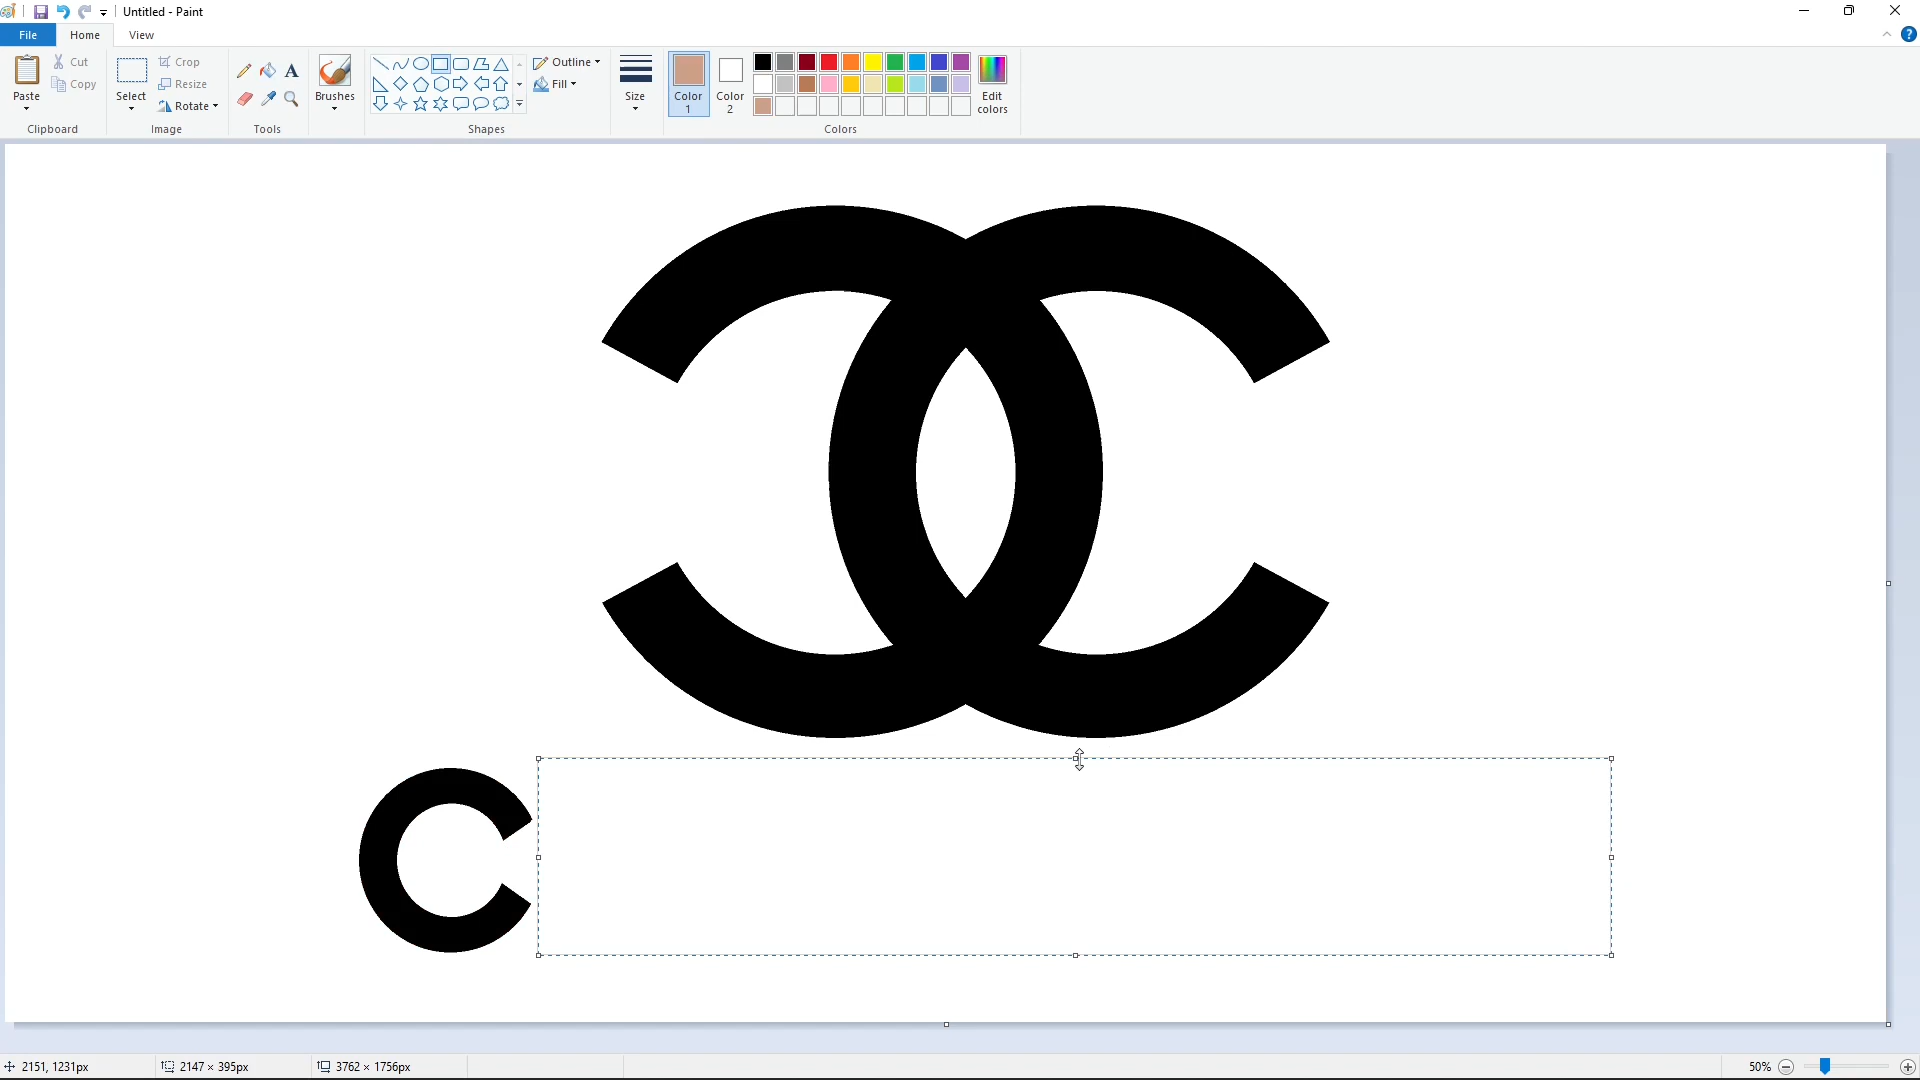 Untitled - Paint
File Home View
Paste
Cut
Copy
Clipboard
Select
Crop
Resize
Rotate
Image
A
Tools
Brushes
Shapes
Outline
Fill
Size
Color 1
Color 2
Edit colors
Colors
C
2151, 1231px
2147 × 395px
3762 × 1756px
50%